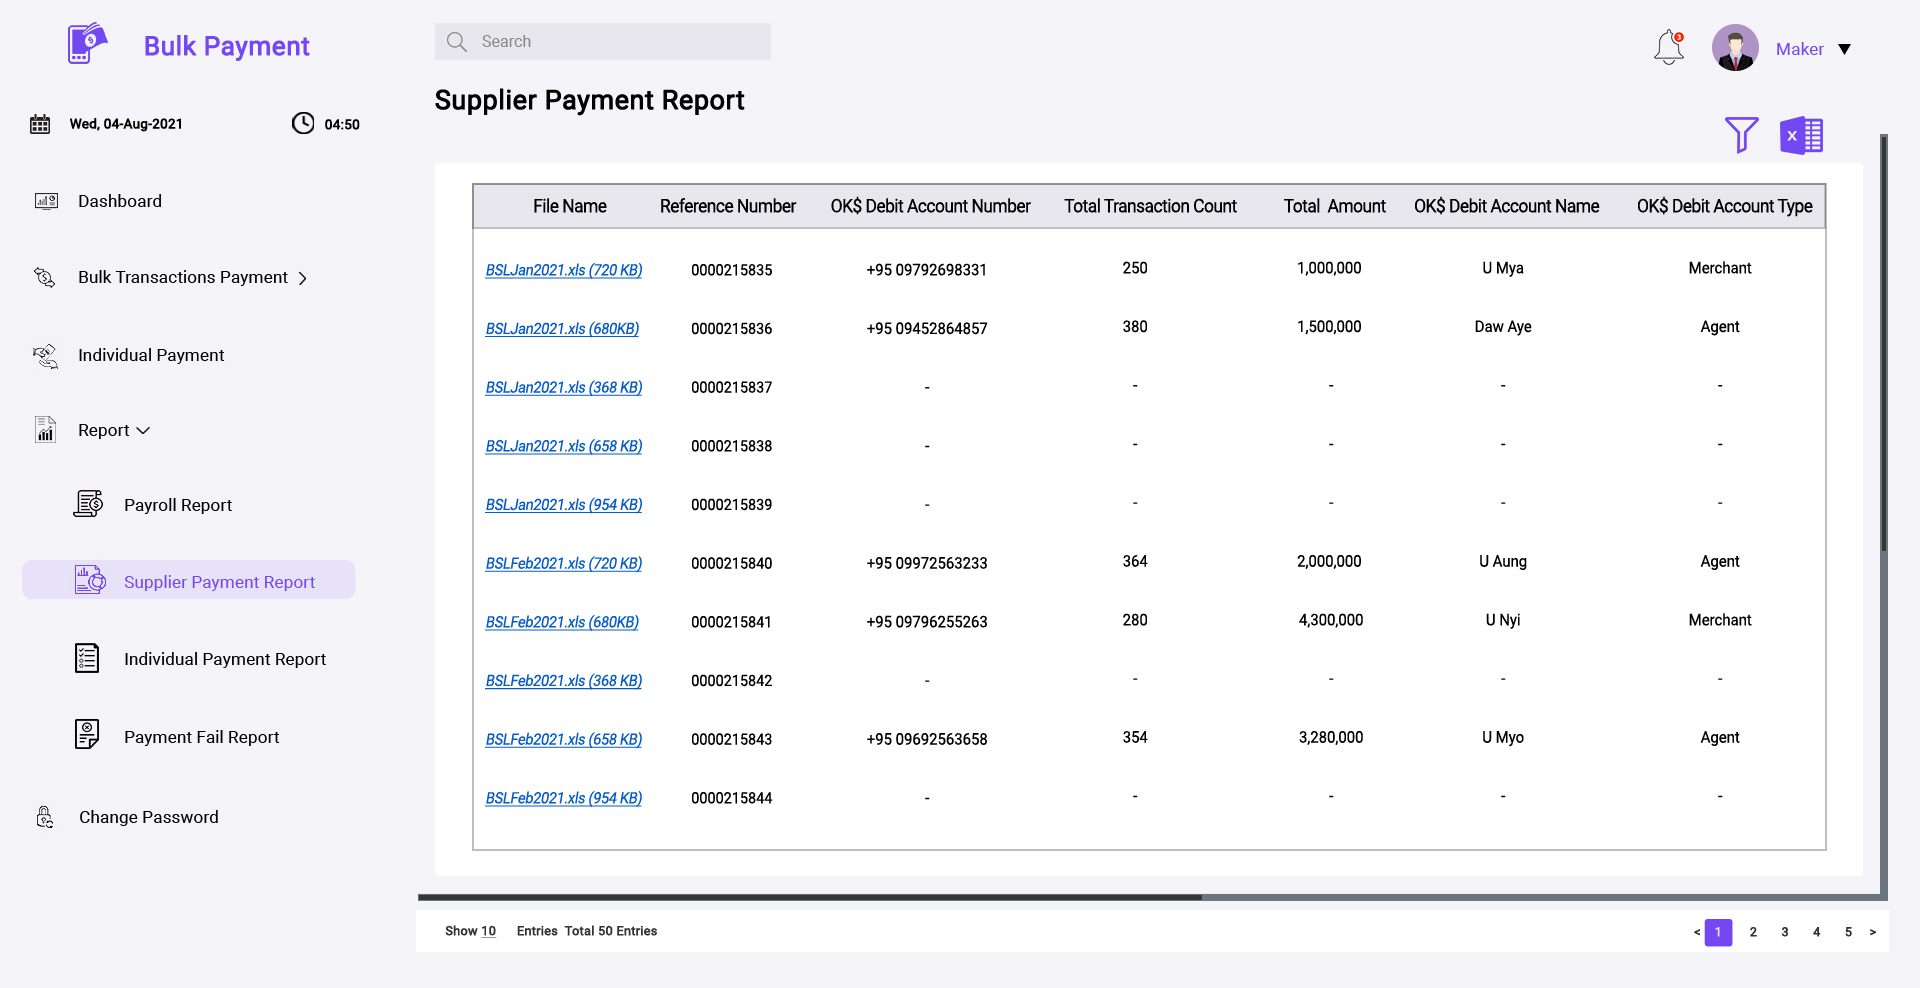 Bulk Payment
Search
3
Maker
Supplier Payment Report
Wed, 04-Aug-2021 04:50
X
Dashboard
Bulk Transactions Payment
Individual Payment
Report
Payroll Report
Supplier Payment Report
Individual Payment Report
Payment Fail Report
Change Password
File Name Reference Number OK$ Debit Account Number Total Transaction Count Total Amount OK$ Debit Account Name OK$ Debit Account Type
BSLJan2021.xls (720 KB) 0000215835 +95 09792698331 250 1,000,000 U Mya Merchant
BSLJan2021.xls (680KB) 0000215836 +95 09452864857 380 1,500,000 Daw Aye Agent
BSLJan2021.xls (368 KB) 0000215837 - - - - -
BSLJan2021.xls (658 KB) 0000215838 - - - - -
BSLJan2021.xls (954 KB) 0000215839 - - - - -
BSLFeb2021.xls (720 KB) 0000215840 +95 09972563233 364 2,000,000 U Aung Agent
BSLFeb2021.xls (680KB) 0000215841 +95 09796255263 280 4,300,000 U Nyi Merchant
BSLFeb2021.xls (368 KB) 0000215842 - - - - -
BSLFeb2021.xls (658 KB) 0000215843 +95 09692563658 354 3,280,000 U Myo Agent
BSLFeb2021.xls (954 KB) 0000215844 - - - - -
Show 10 Entries Total 50 Entries
< 1 2 3 4 5 >